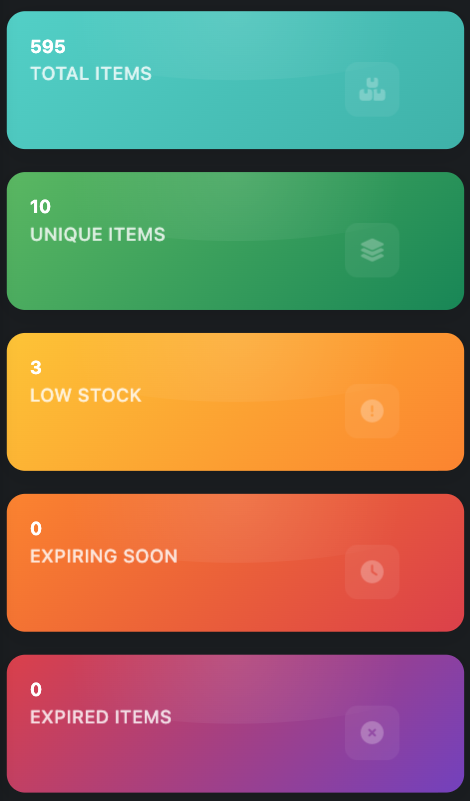 595
TOTAL ITEMS
10
UNIQUE ITEMS
3
LOW STOCK
0
EXPIRING SOON
0
EXPIRED ITEMS